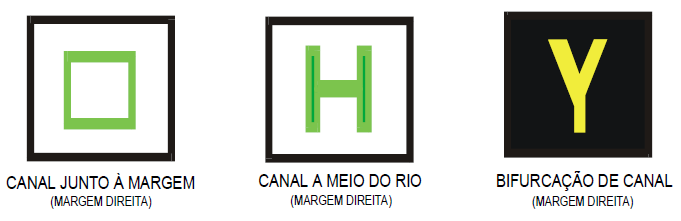 H
Y
CANAL JUNTO À MARGEM
(MARGEM DIREITA)
CANAL A MEIO DO RIO
(MARGEM DIREITA)
BIFURCAÇÃO DE CANAL
(MARGEM DIREITA)